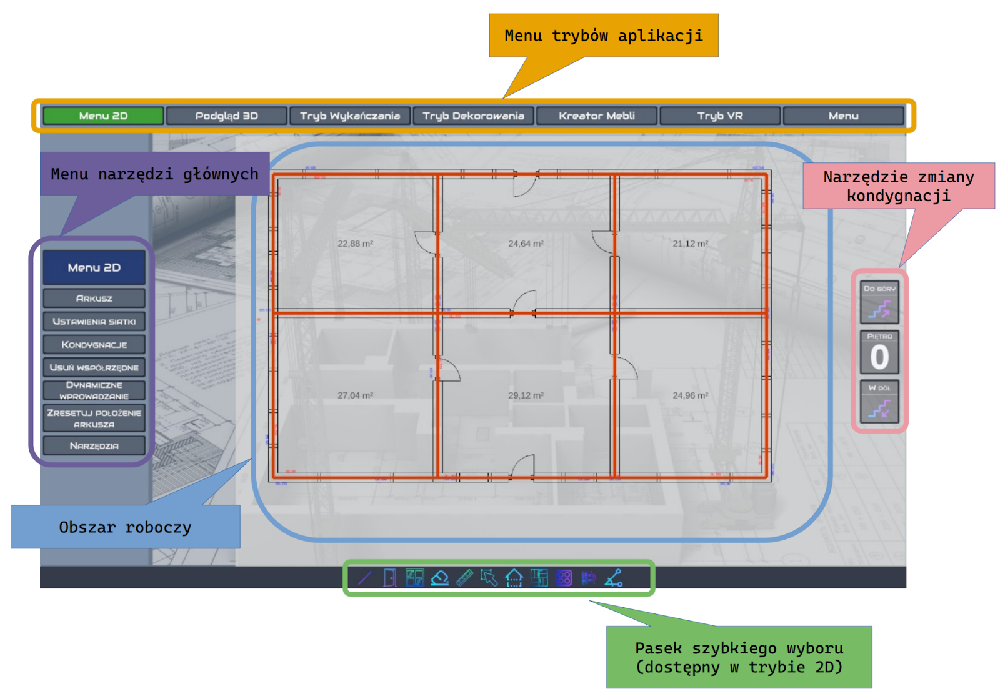 Menu trybów aplikacji
Menu 2D
Podgląd 3D
Tryb Wykańczania
Tryb Dekorowania
Kreator Mebli
Tryb VR
Menu
Menu narzędzi głównych
Narzędzie zmiany
kondygnacji
Menu 2D
Arkusz
Ustawienia siatki
Kondygnacje
Usuń współrzędne
Dynamiczne
wprowadzanie
Zresetuj położenie
arkusza
Narzędzia
22,88 m²
24,64 m²
21,12 m²
27,04 m²
29,12 m²
24,96 m²
Do góry
Piętro
0
W dół
Obszar roboczy
Pasek szybkiego wyboru
(dostępny w trybie 2D)